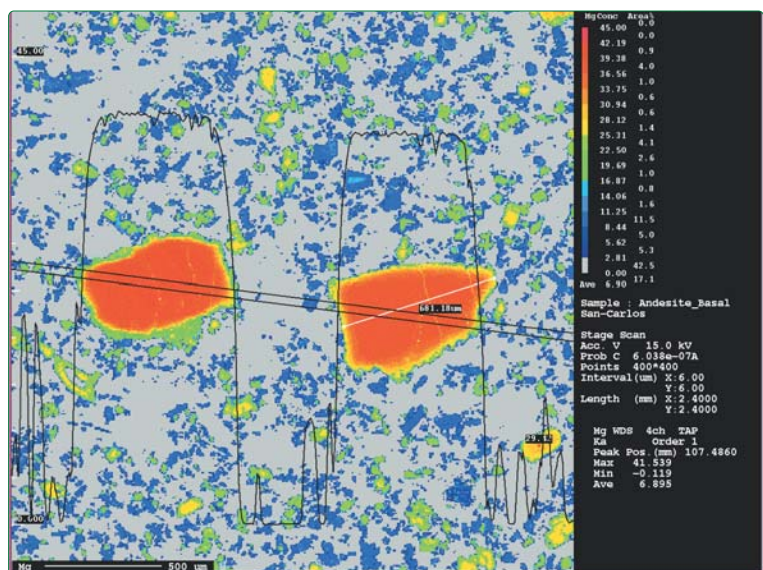 45.00
681.18um
0.000
Mg 500 um
MgConc Area%
0.0
45.00
0.0
42.19
0.9
39.38
4.0
36.56
1.0
33.75
0.6
30.94
0.6
28.12
1.4
25.31
4.1
22.50
2.6
19.69
1.0
16.87
0.8
14.06
1.6
11.25
11.5
8.44
5.0
5.62
5.3
2.81
42.5
0.00
17.1
Ave 6.90
Sample : Andesite_Basal
San-Carlos
Stage Scan
Acc. V 15.0 kV
Prob C 6.038e-07A
Points 400*400
Interval(um) X:6.00
Y:6.00
Length (mm) X:2.4000
Y:2.4000
Mg WDS 4ch TAP
Ka Order 1
Peak Pos.(mm) 107.4860
Max 41.539
Min -0.119
Ave 6.895